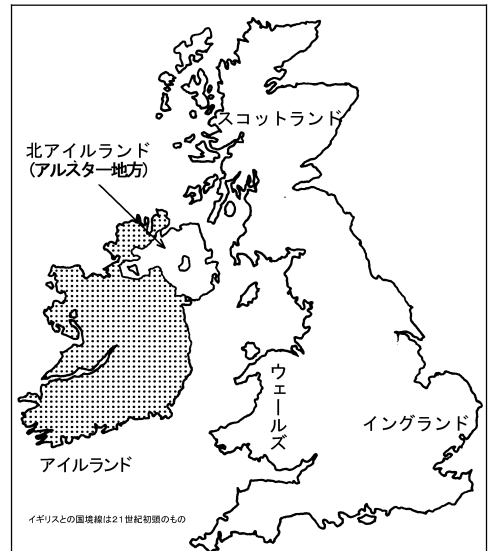 スコットランド
北アイルランド
(アルスター地方)
ウェールズ
イングランド
アイルランド
イギリスとの国境線は21世紀初頭のもの